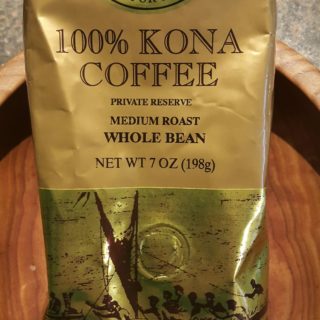 100% KONA
COFFEE
PRIVATE RESERVE
MEDIUM ROAST
WHOLE BEAN
NET WT 7 OZ (198g)